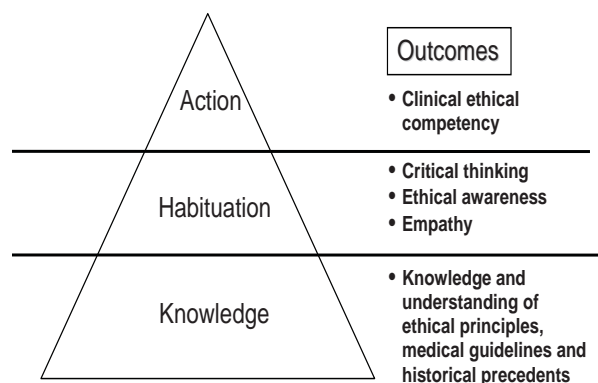 Outcomes
Action
• Clinical ethical
competency
Habituation
• Critical thinking
• Ethical awareness
• Empathy
Knowledge
• Knowledge and
understanding of
ethical principles,
medical guidelines and
historical precedents